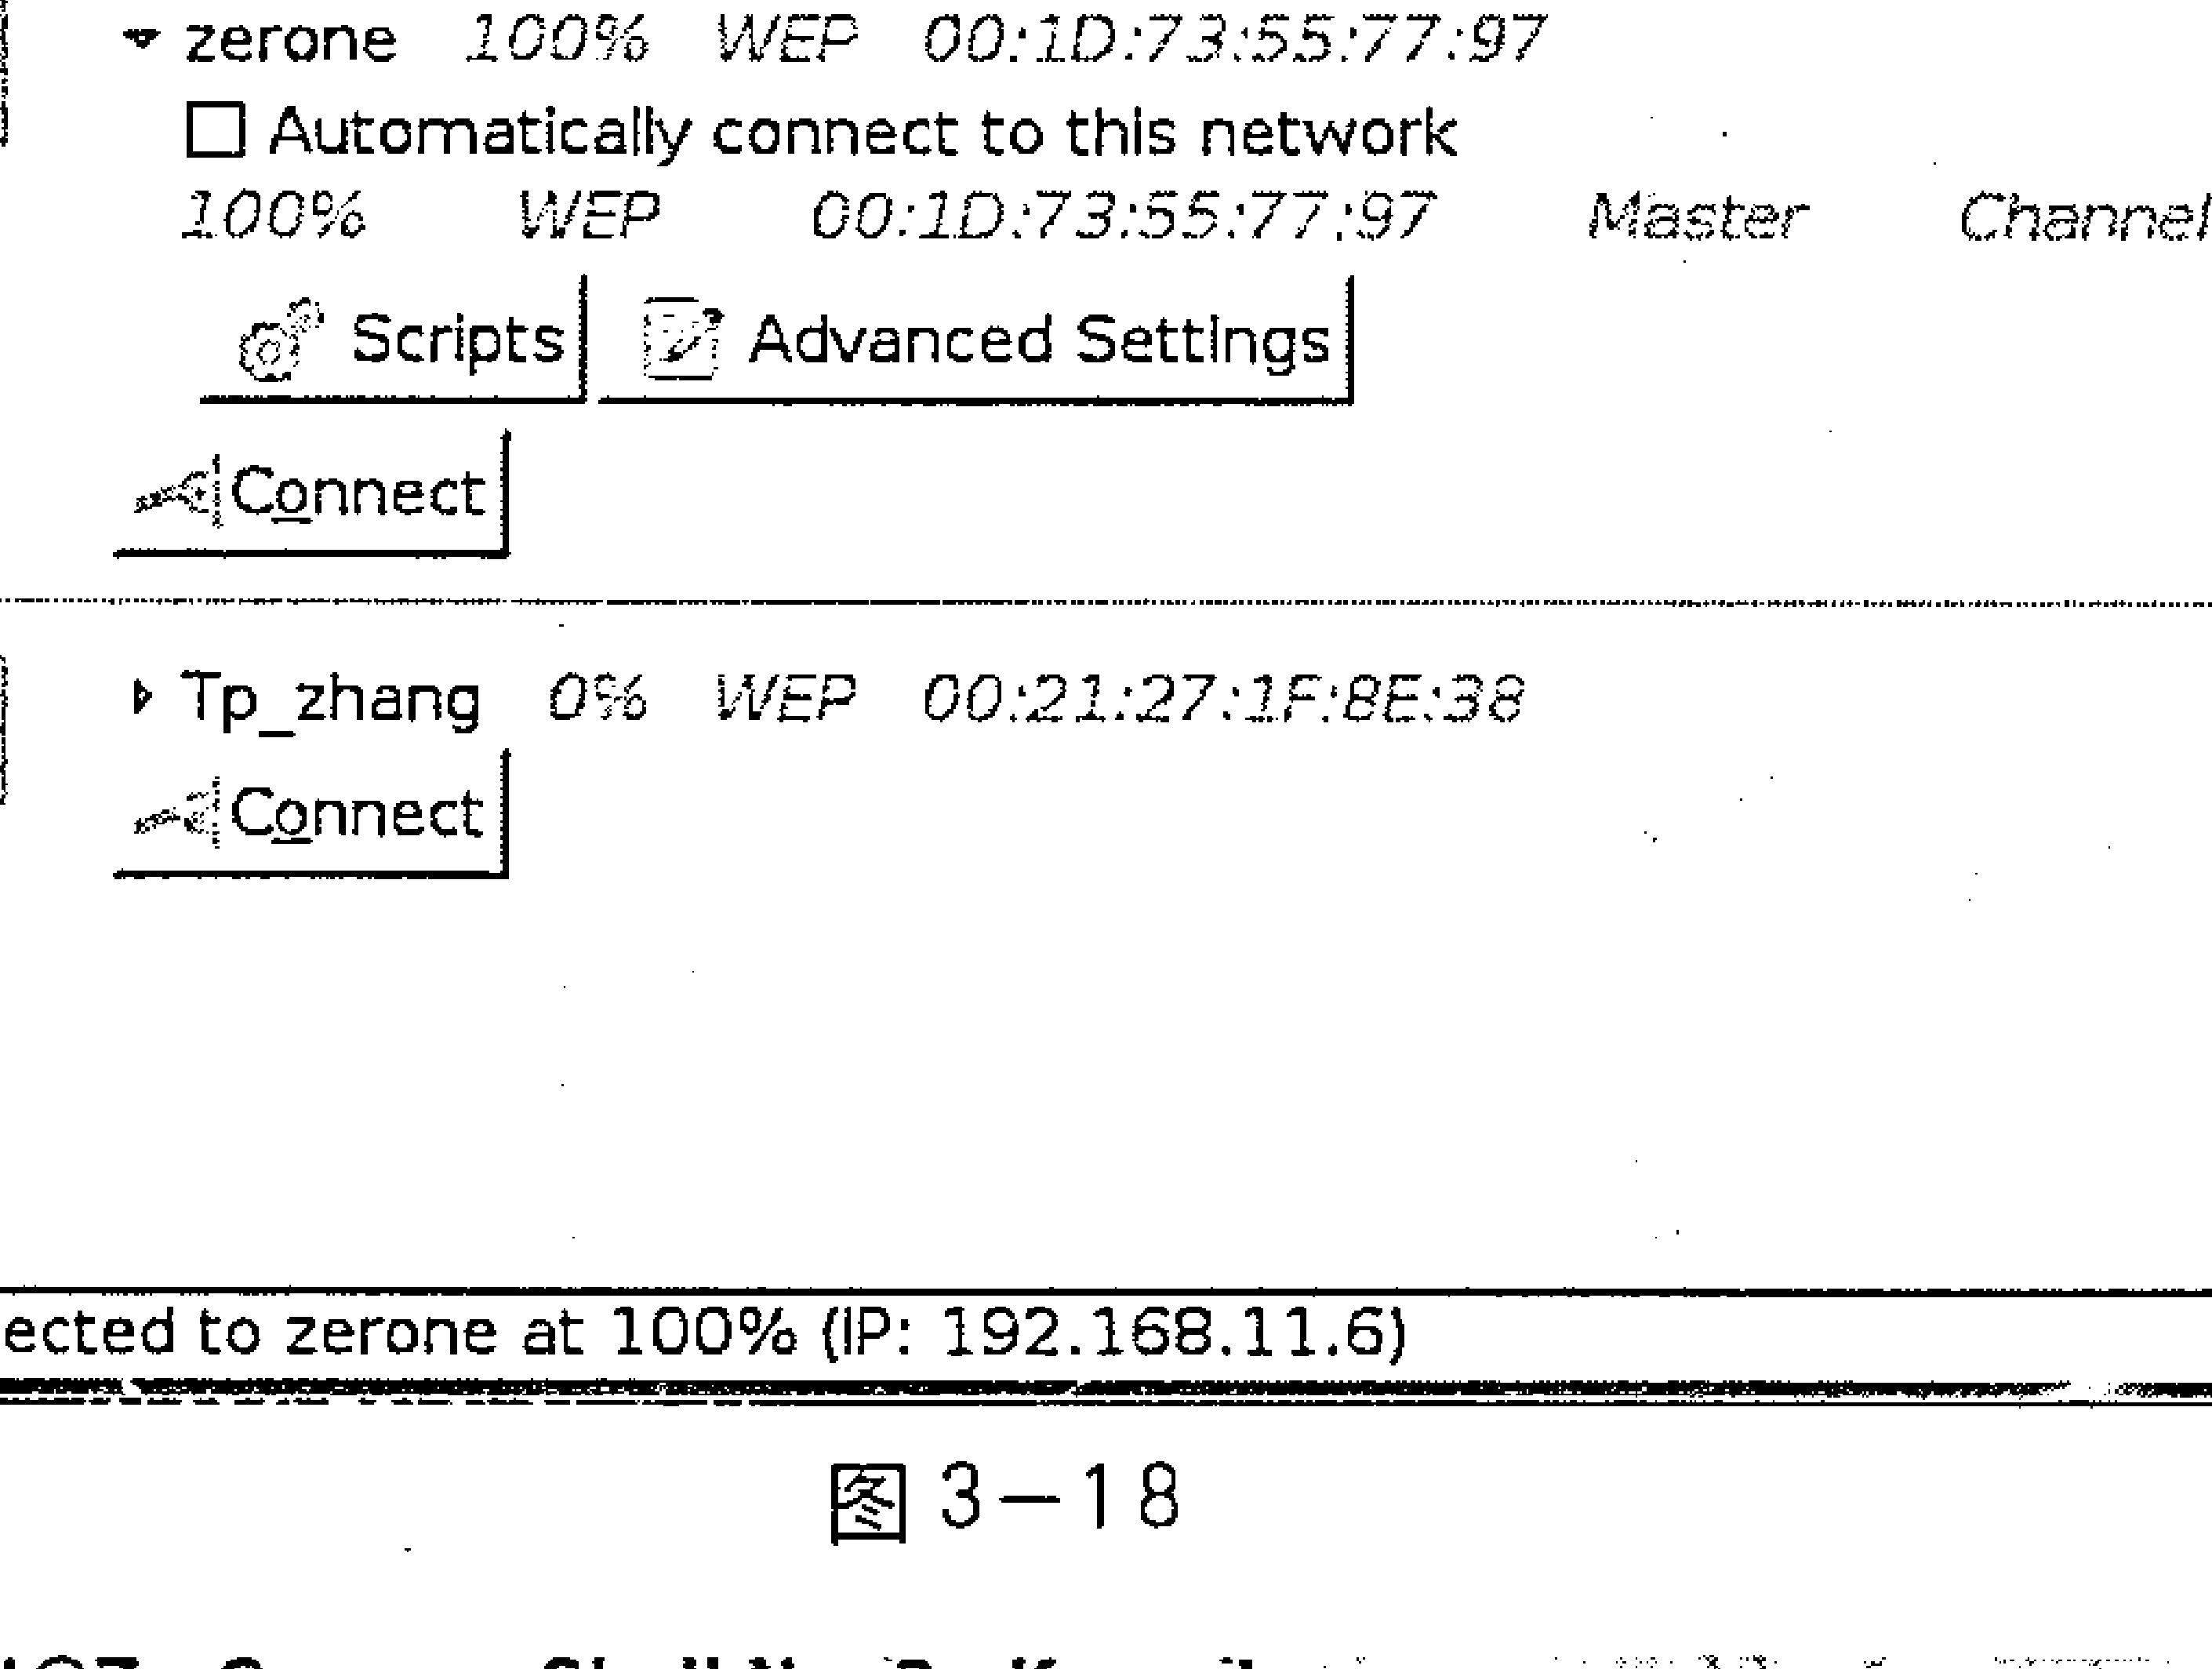 zerone 100% WEP 00:1D:73:55:77:97
Automatically connect to this network
100% WEP 00:1D:73:55:77:97 Master Channel
Scripts Advanced Settings
Connect
Tp_zhang 0% WEP 00:21:27:1F:8E:38
Connect
ected to zerone at 100% (IP: 192.168.11.6)
图 3-18